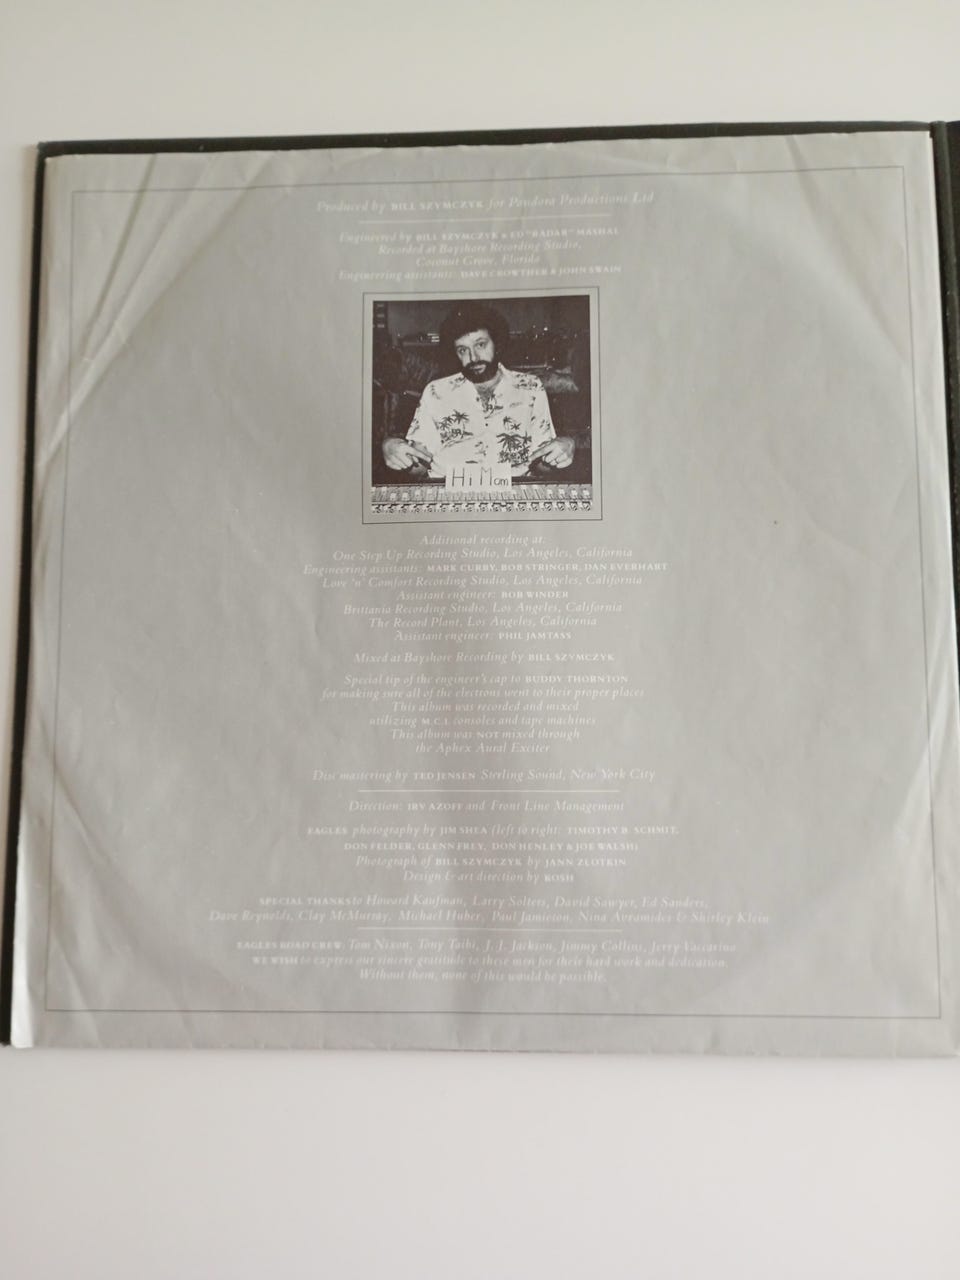 Produced by BILL SZYMCZYK for Pandora Productions Ltd
Engineered by BILL SZYMCZYK & ED "RADAR" MASHAL
Recorded at Bayshore Recording Studio,
Coconut Grove, Florida
Engineering assistants: DAVE CROWTHER & JOHN SWAIN
Hi Mom
Additional recording at:
One Step Up Recording Studio, Los Angeles, California
Engineering assistants: MARK CURRY, BOB STRINGER, DAN EVERHART
Love 'n' Comfort Recording Studio, Los Angeles, California
Assistant engineer: BOB WINDER
Brittania Recording Studio, Los Angeles, California
The Record Plant, Los Angeles, California
Assistant engineer: PHIL JAMTASS
Mixed at Bayshore Recording by BILL SZYMCZYK
Special tip of the engineer's cap to BUDDY THORNTON
for making sure all of the electrons went to their proper places
This album was recorded and mixed
utilizing M.C.I. consoles and tape machines
This album was NOT mixed through
the Aphex Aural Exciter
Disc mastering by TED JENSEN Sterling Sound, New York City
Direction: IRV AZOFF and Front Line Management
EAGLES photography by JIM SHEA (left to right: TIMOTHY B. SCHMIT,
DON FELDER, GLENN FREY, DON HENLEY & JOE WALSH)
Photograph of BILL SZYMCZYK by JANN ZLOTKIN
Design & art direction by KOSH
SPECIAL THANKS to Howard Kaufman, Larry Solters, David Sawyer, Ed Sanders,
Dave Reynolds, Clay McMurray, Michael Huber, Paul Jamieson, Nina Avramides & Shirley Klein
EAGLES ROAD CREW: Tom Nixon, Tony Taibi, J. J. Jackson, Jimmy Collins, Jerry Vaccarino
WE WISH to express our sincere gratitude to these men for their hard work and dedication.
Without them, none of this would be possible.